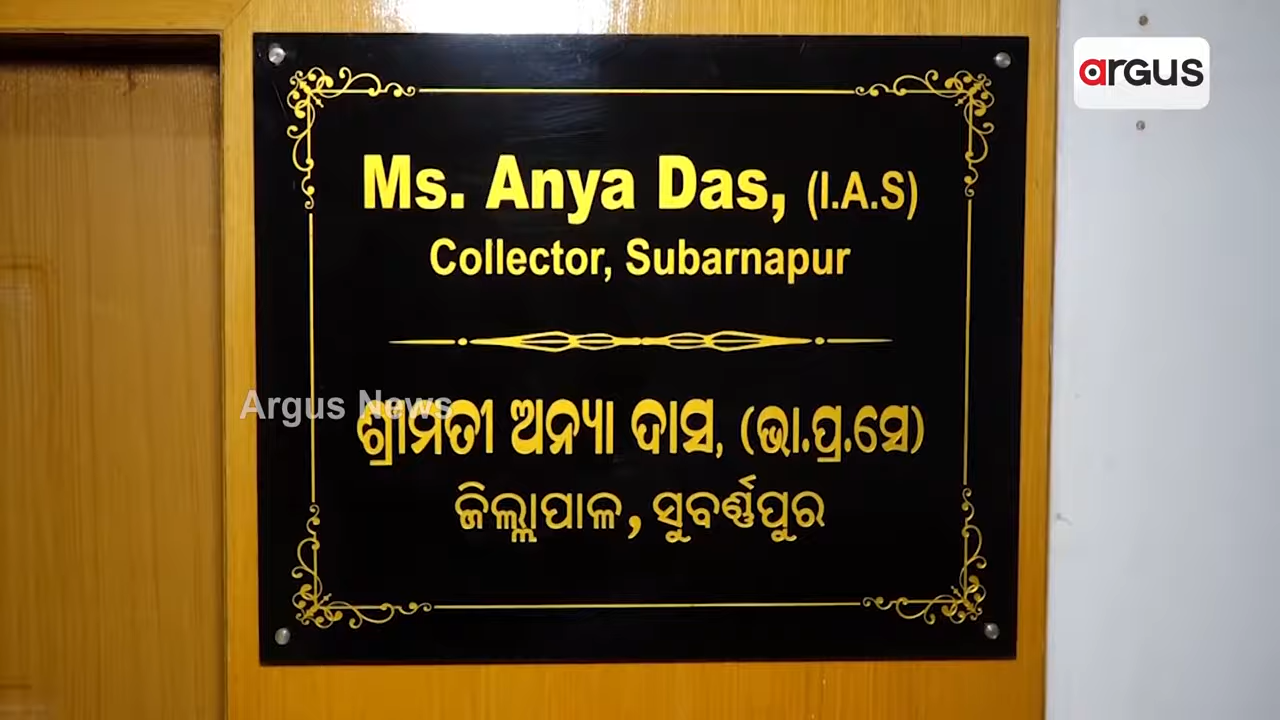 argus
Ms. Anya Das, (I.A.S)
Collector, Subarnapur
Argus News
ଶ୍ରୀମତୀ ଅନ୍ୟା ଦାସ, (ଭା.ପ୍ର.ସେ)
ଜିଲ୍ଲାପାଳ, ସୁବର୍ଣ୍ଣପୁର